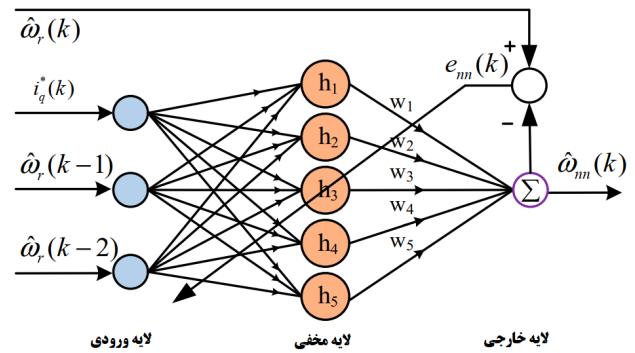 ω̂ᵣ(k)
+
eₙₙ(k)
i*_q(k)
h₁
w₁
−
h₂
w₂
ω̂ᵣ(k−1)
h₃
w₃
Σ
ω̂ₙₙ(k)
h₄
w₄
ω̂ᵣ(k−2)
w₅
h₅
لایه ورودی
لایه مخفی
لایه خارجی